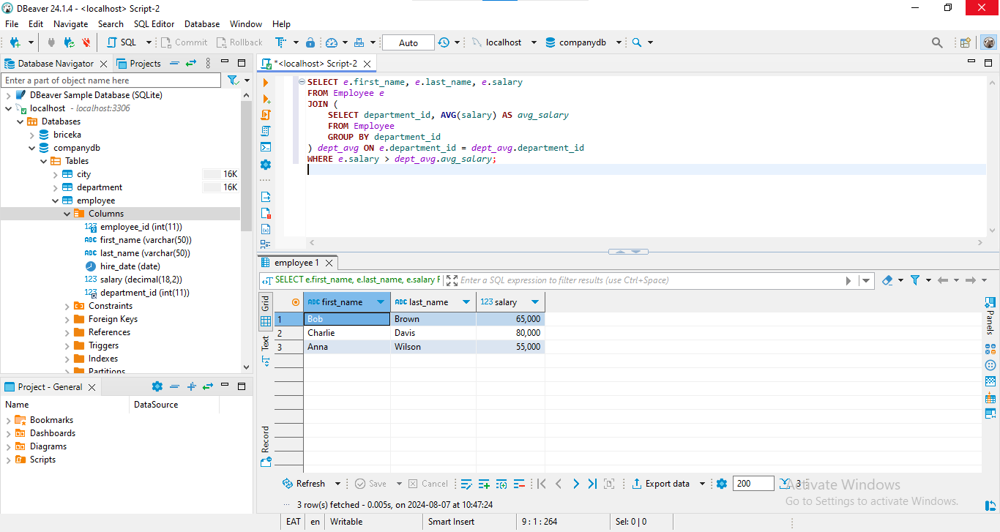 DBeaver 24.1.4 - <localhost> Script-2
File Edit Navigate Search SQL Editor Database Window Help
SQL Commit Rollback Auto localhost companydb
Database Navigator Projects
Enter a part of object name here
DBeaver Sample Database (SQLite)
localhost - localhost:3306
Databases
briceka
companydb
Tables
city 16K
department 16K
employee
Columns
employee_id (int(11))
first_name (varchar(50))
last_name (varchar(50))
hire_date (date)
salary (decimal(18,2))
department_id (int(11))
Constraints
Foreign Keys
References
Triggers
Indexes
Partitions
Project - General
Name DataSource
Bookmarks
Dashboards
Diagrams
Scripts
*<localhost> Script-2
SELECT e.first_name, e.last_name, e.salary
FROM Employee e
JOIN (
SELECT department_id, AVG(salary) AS avg_salary
FROM Employee
GROUP BY department_id
) dept_avg ON e.department_id = dept_avg.department_id
WHERE e.salary > dept_avg.avg_salary;
employee 1
SELECT e.first_name, e.last_name, e.salary F Enter a SQL expression to filter results (use Ctrl+Space)
Grid
Text
Record
ABC first_name ABC last_name 123 salary
1 Bob Brown 65,000
2 Charlie Davis 80,000
3 Anna Wilson 55,000
Panels
Refresh Save Cancel Export data 200 3
Activate Windows
Go to Settings to activate Windows.
3 row(s) fetched - 0.005s, on 2024-08-07 at 10:47:24
EAT en Writable Smart Insert 9 : 1 : 264 Sel: 0 | 0